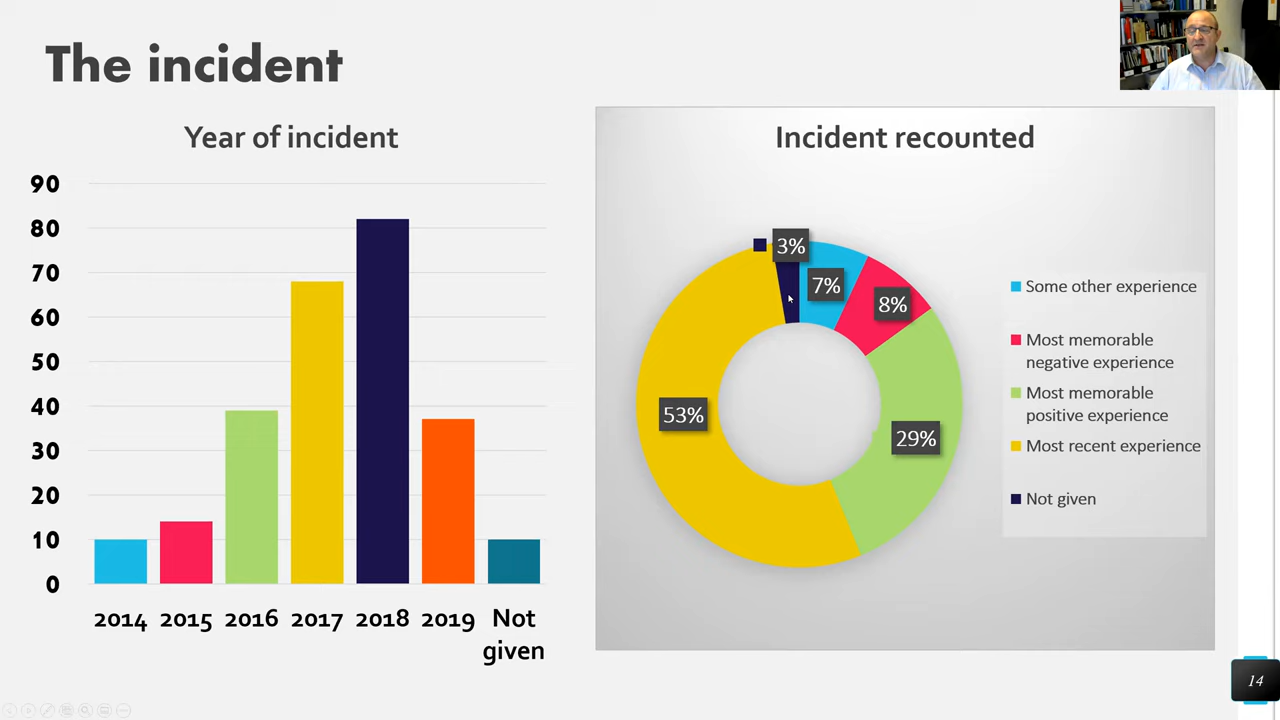 The incident
Year of incident
90
80
70
60
50
40
30
20
10
0
2014 2015 2016 2017 2018 2019 Not
given
Incident recounted
3%
7%
8%
53%
29%
Some other experience
Most memorable
negative experience
Most memorable
positive experience
Most recent experience
Not given
14